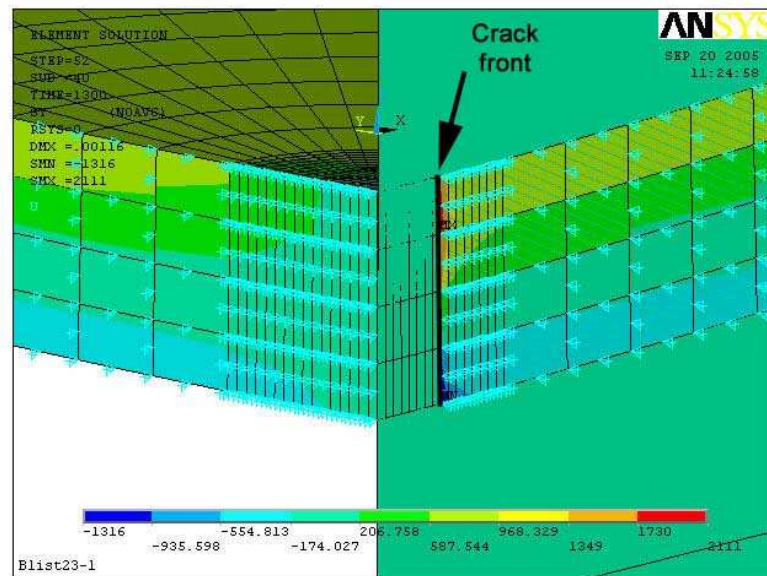 ANSYS
ELEMENT SOLUTION
STEP=52
SUB =40
TIME=1300
SY (NOAVG)
RSYS=0
DMX =.00116
SMN =-1316
SMX =2111
U
Crack
front
SEP 20 2005
11:24:58
Y X
-1316 -554.813 206.758 968.329 1730
-935.598 -174.027 587.544 1349 2111
Blist23-1